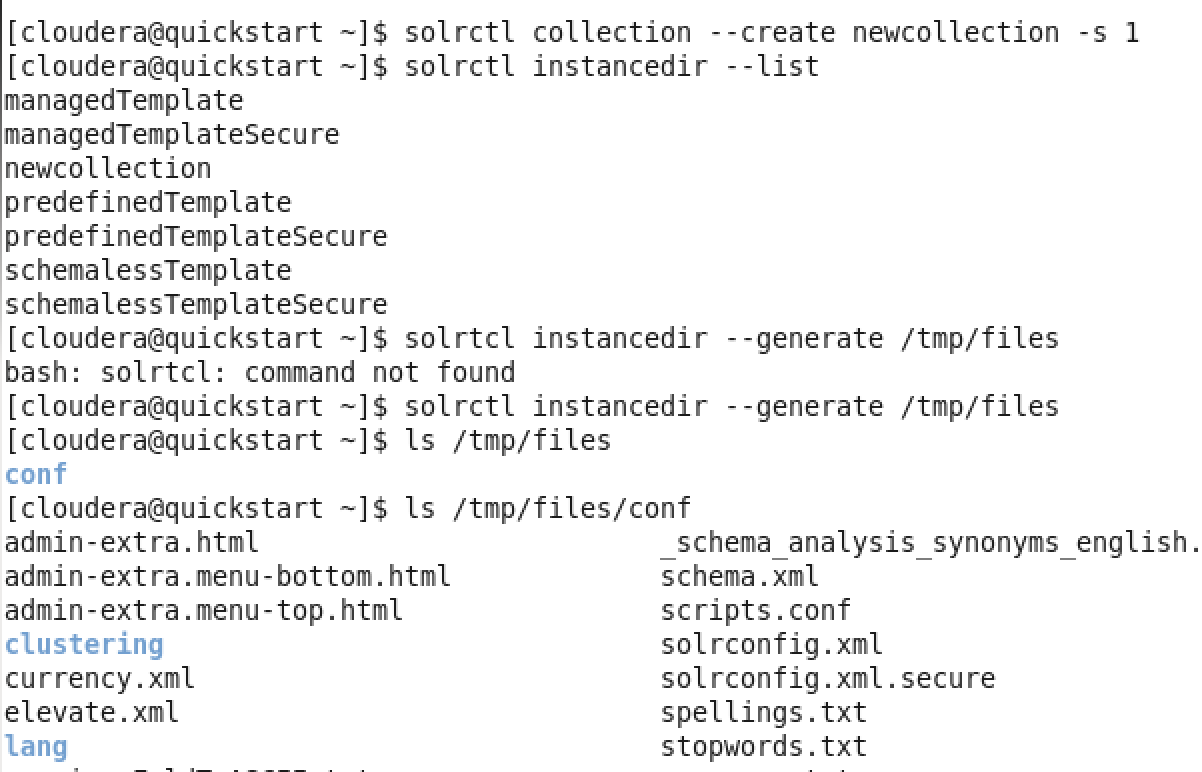 [cloudera@quickstart ~]$ solrctl collection --create newcollection -s 1
[cloudera@quickstart ~]$ solrctl instancedir --list
managedTemplate
managedTemplateSecure
newcollection
predefinedTemplate
predefinedTemplateSecure
schemalessTemplate
schemalessTemplateSecure
[cloudera@quickstart ~]$ solrtcl instancedir --generate /tmp/files
bash: solrtcl: command not found
[cloudera@quickstart ~]$ solrctl instancedir --generate /tmp/files
[cloudera@quickstart ~]$ ls /tmp/files
conf
[cloudera@quickstart ~]$ ls /tmp/files/conf
admin-extra.html _schema_analysis_synonyms_english.
admin-extra.menu-bottom.html schema.xml
admin-extra.menu-top.html scripts.conf
clustering solrconfig.xml
currency.xml solrconfig.xml.secure
elevate.xml spellings.txt
lang stopwords.txt